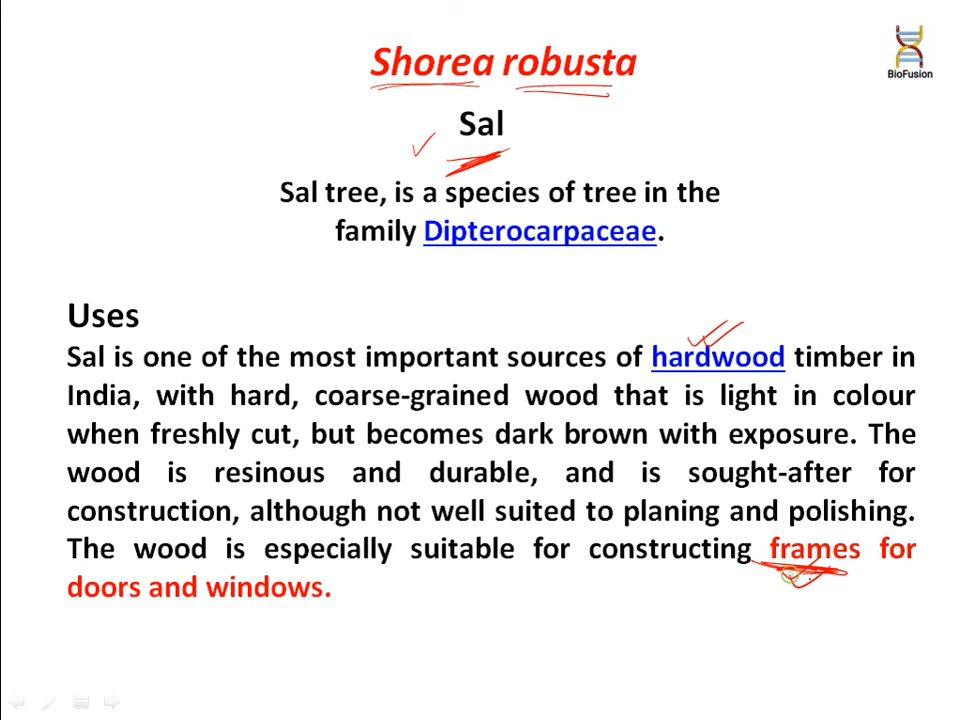 Shorea robusta
BioFusion
Sal
Sal tree, is a species of tree in the
family Dipterocarpaceae.
Uses
Sal is one of the most important sources of hardwood timber in
India, with hard, coarse-grained wood that is light in colour
when freshly cut, but becomes dark brown with exposure. The
wood is resinous and durable, and is sought-after for
construction, although not well suited to planing and polishing.
The wood is especially suitable for constructing frames for
doors and windows.